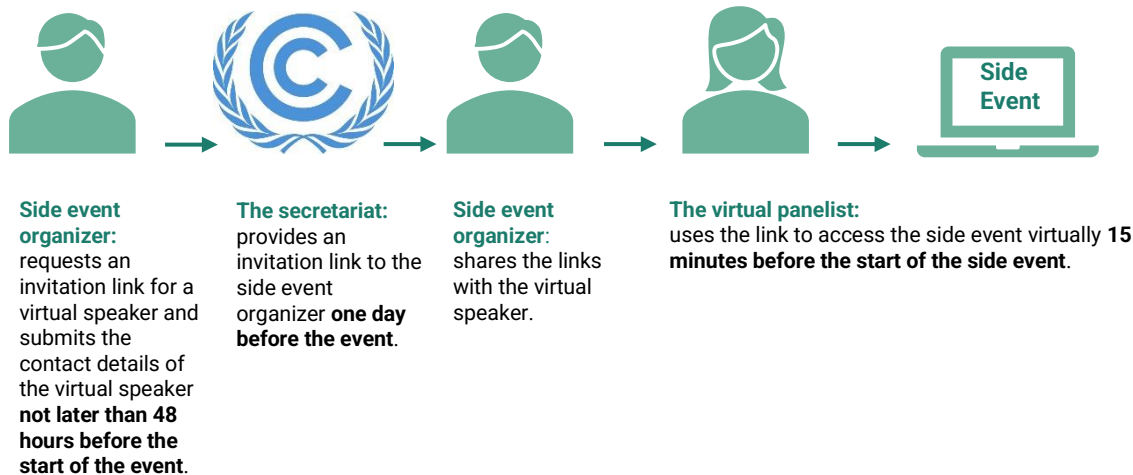 Side
Event
Side event
organizer:
requests an
invitation link for a
virtual speaker and
submits the
contact details of
the virtual speaker
not later than 48
hours before the
start of the event.
The secretariat:
provides an
invitation link to the
side event
organizer one day
before the event.
Side event
organizer:
shares the links
with the virtual
speaker.
The virtual panelist:
uses the link to access the side event virtually 15
minutes before the start of the side event.